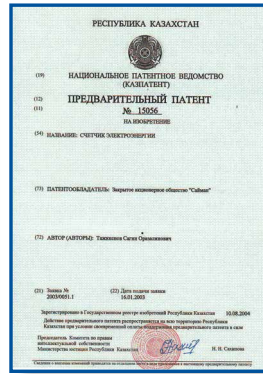 РЕСПУБЛИКА КАЗАХСТАН
(19) НАЦИОНАЛЬНОЕ ПАТЕНТНОЕ ВЕДОМСТВО
(КАЗПАТЕНТ)
(12) ПРЕДВАРИТЕЛЬНЫЙ ПАТЕНТ
(11) № 15056
НА ИЗОБРЕТЕНИЕ
(54) НАЗВАНИЕ: СЧЕТЧИК ЭЛЕКТРОЭНЕРГИИ
(73) ПАТЕНТООБЛАДАТЕЛЬ: Закрытое акционерное общество "Сайман"
(72) АВТОР (АВТОРЫ): Сагин
(21) Заявка № (22) Дата подачи заявки
2003/0051.1 16.01.2003
Зарегистрировано в Государственном реестре изобретений Республики Казахстан 10.08.2004
Действие предварительного патента распространяется на всю территорию Республики
Казахстан при условии своевременной оплаты поддержания предварительного патента в силе
Председатель Комитета по правам
интеллектуальной собственности
Министерства юстиции Республики Казахстан Н. Н.